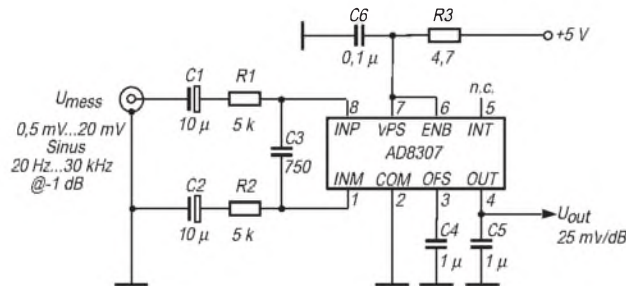 C6
0,1 µ
R3
4,7
+5 V
Umess
0,5 mV...20 mV
Sinus
20 Hz...30 kHz
@-1 dB
C1
10 µ
R1
5 k
C3
750
C2
10 µ
R2
5 k
n.c.
8 7 6 5
INP VPS ENB INT
AD8307
INM COM OFS OUT
1 2 3 4
C4
1 µ
C5
1 µ
Uout
25 mV/dB